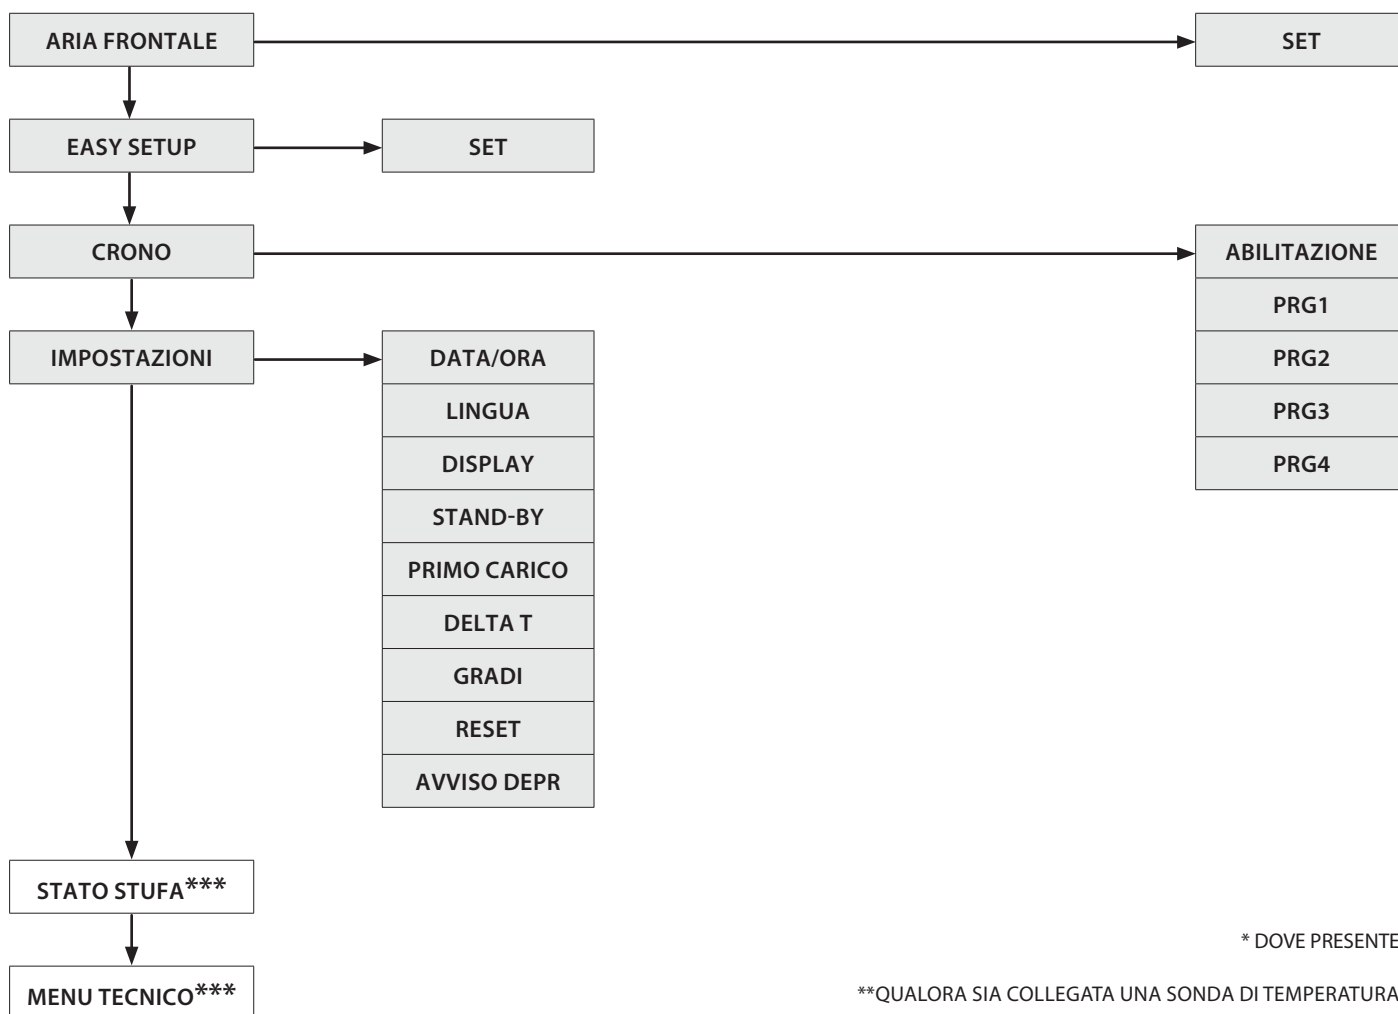 ARIA FRONTALE
SET
EASY SETUP
SET
CRONO
ABILITAZIONE
PRG1
IMPOSTAZIONI
DATA/ORA
PRG2
LINGUA
PRG3
DISPLAY
PRG4
STAND-BY
PRIMO CARICO
DELTA T
GRADI
RESET
AVVISO DEPR
STATO STUFA***
* DOVE PRESENTE
MENU TECNICO***
**QUALORA SIA COLLEGATA UNA SONDA DI TEMPERATURA